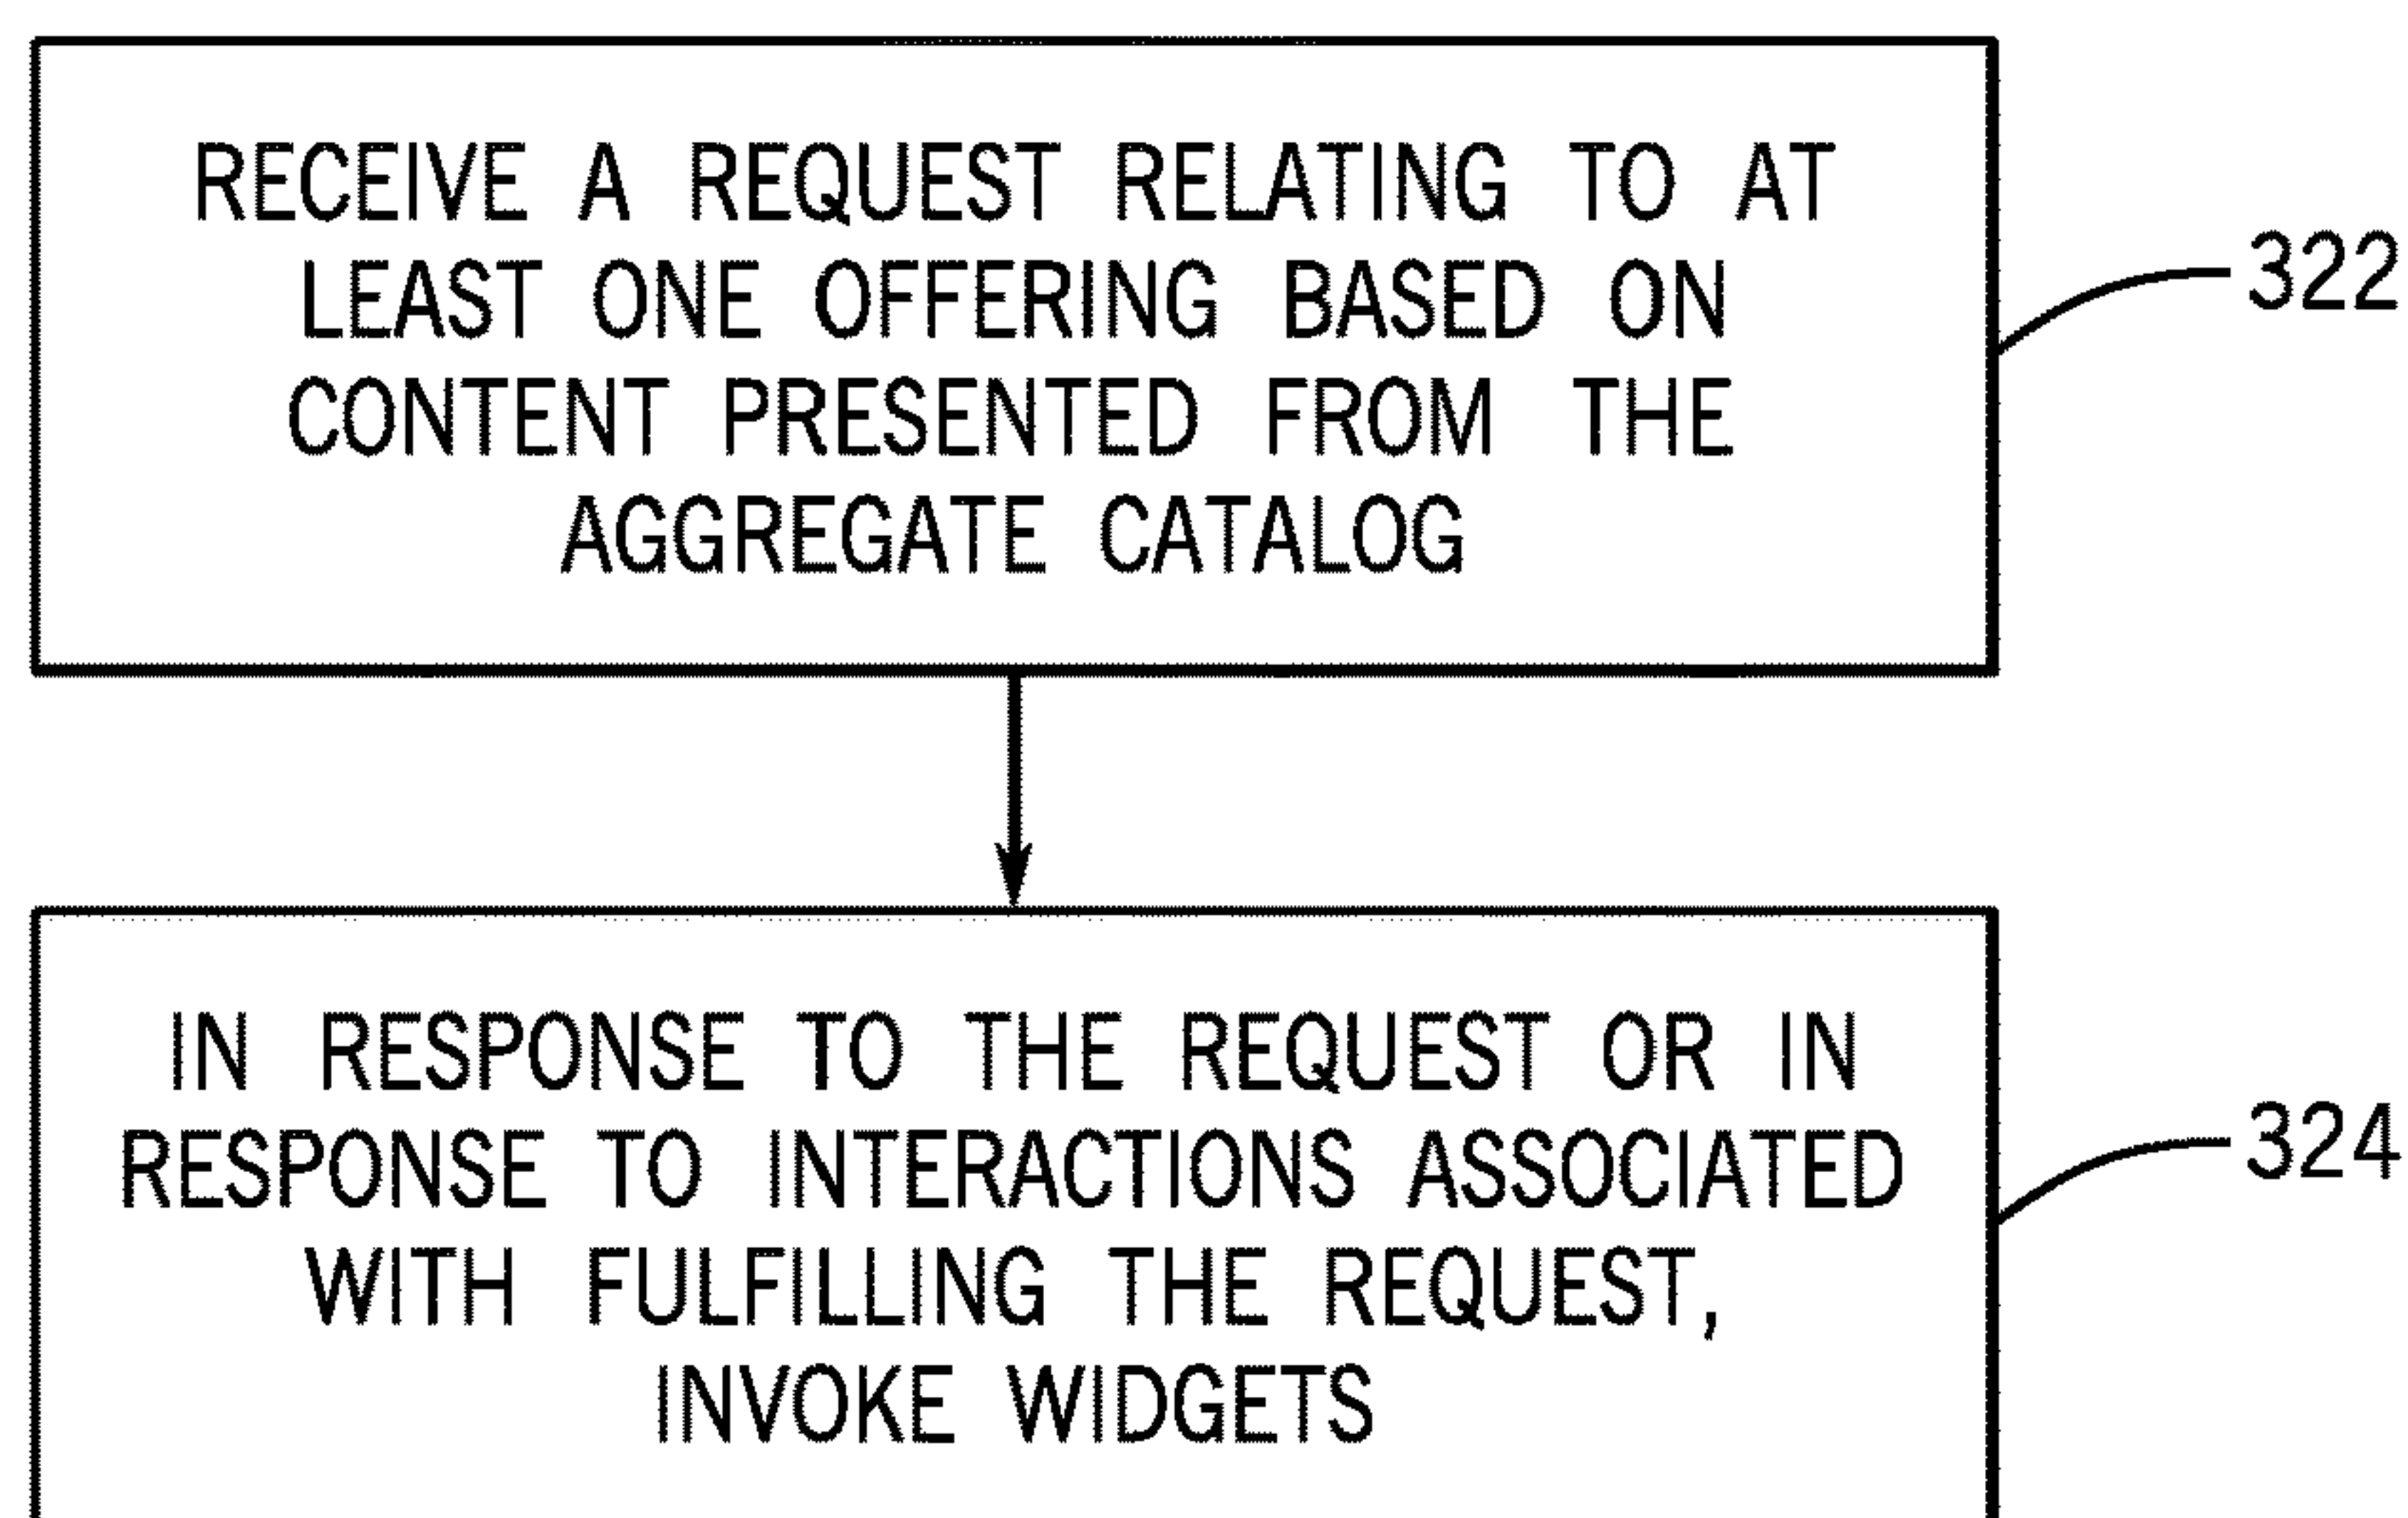 RECEIVE A REQUEST RELATING TO AT
LEAST ONE OFFERING BASED ON
CONTENT PRESENTED FROM THE
AGGREGATE CATALOG
322
IN RESPONSE TO THE REQUEST OR IN
RESPONSE TO INTERACTIONS ASSOCIATED
WITH FULFILLING THE REQUEST,
INVOKE WIDGETS
324